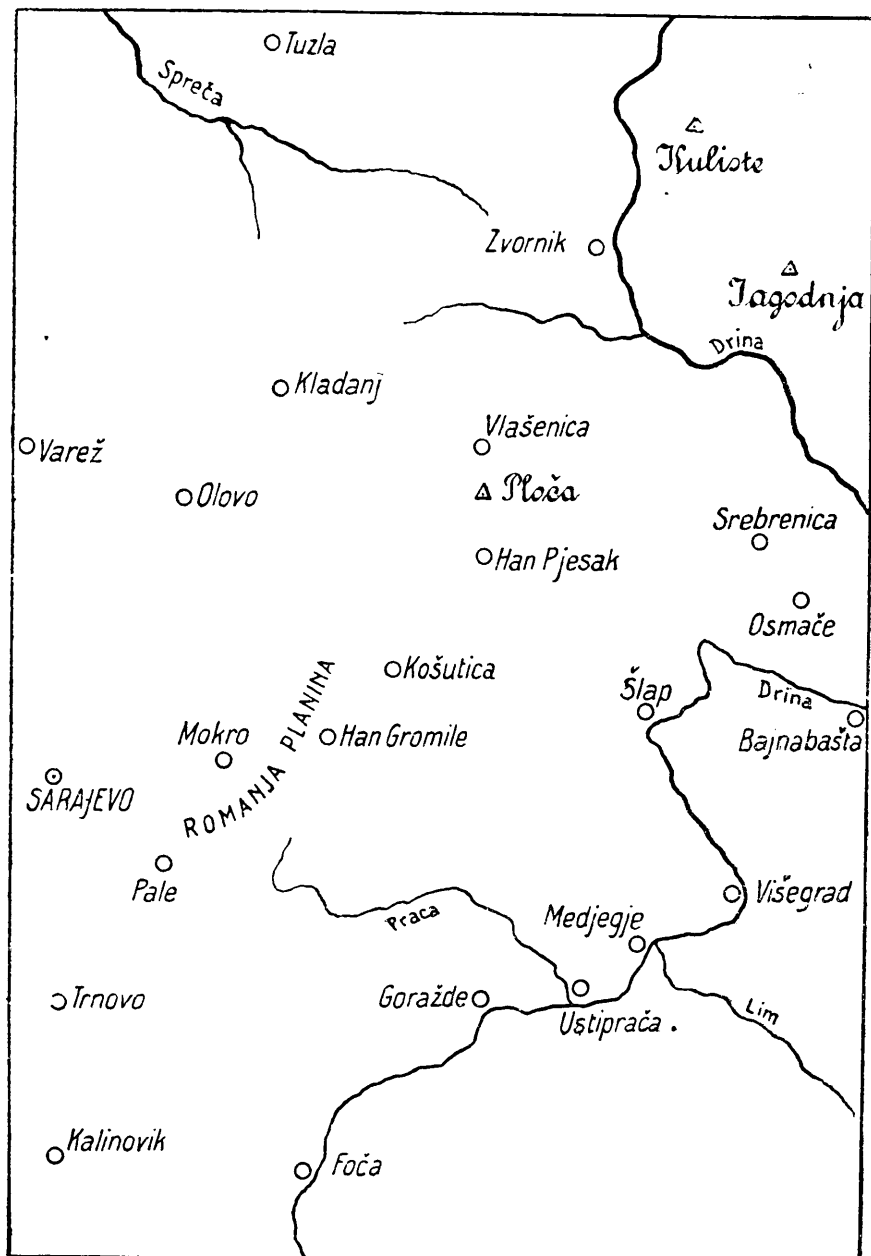 Tuzla
Spreča
Kuliste
Zvornik
Jagodnja
Drina
Kladanj
Vlašenica
Varež
Ploča
Olovo
Srebrenica
Han Pjesak
Osmače
Košutica
Šlap
Drina
Bajnabašta
Han Gromile
Mokro
ROMANJA PLANINA
SARAJEVO
Pale
Višegrad
Praca
Medjegje
Trnovo
Goražde
Ustiprača
Lim
Kalinovik
Foča